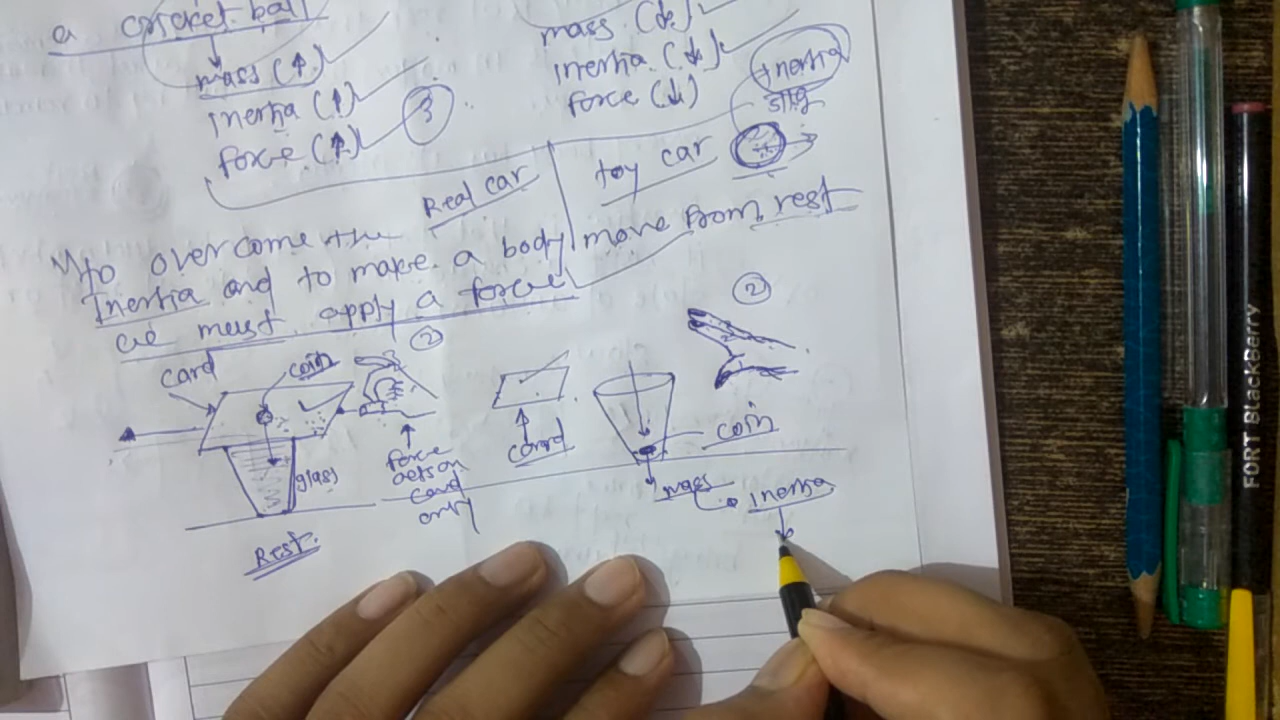 a cricket ball
mass (↑)
inertia (↑)
force (↑)
3
mass (↓)
inertia (↓)
force (↓)
inertia
Real car
toy car
to overcome the
Inertia and to make a body move from rest
we must apply a force
2
card
coin
glass
force
acts on
card
only
Rest.
card
2
coin
mass
inertia
FORT BlackBerry